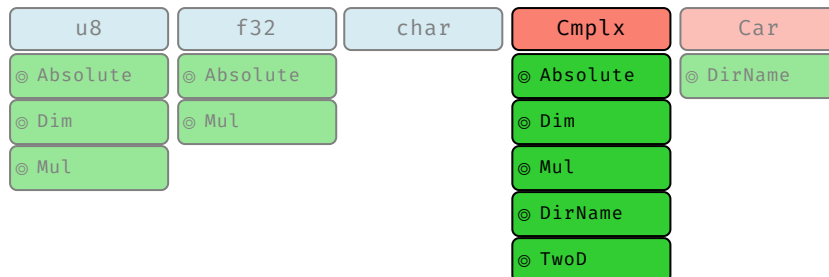 u8 f32 char Cmplx Car
⌾ Absolute ⌾ Absolute ⌾ Absolute ⌾ DirName
⌾ Dim ⌾ Mul ⌾ Dim
⌾ Mul ⌾ Mul
⌾ DirName
⌾ TwoD